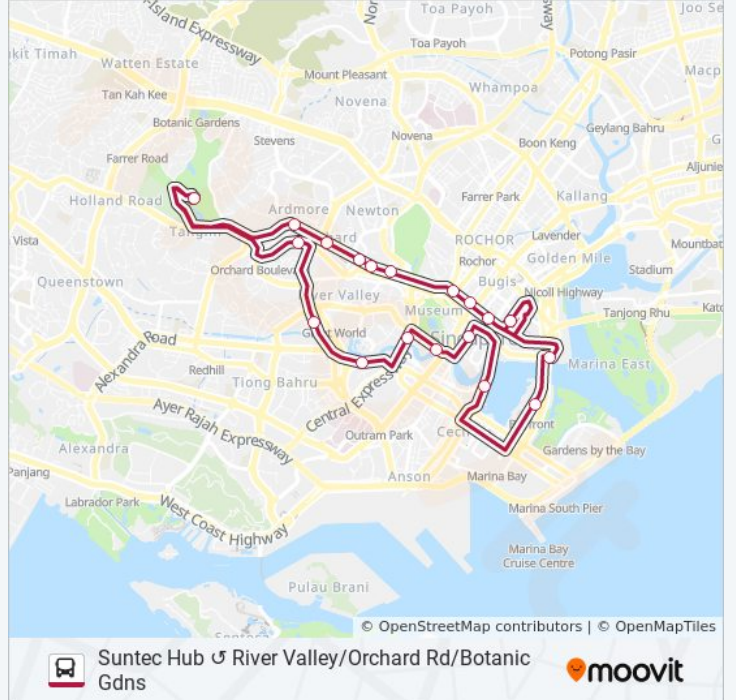 Toa Payoh
Island Expressway
Joo Se
kit Timah
Watten Estate
Toa Payoh
Potong Pasir
Mount Pleasant
Macp
Tan Kah Kee
Whampoa
Novena
Botanic Gardens
Geylang Bahru
Stevens
Novena
Boon Keng
Farrer Road
Aljunie
Holland Road
Ardmore
Newton
Farrer Park
Kallang
Vista
ROCHOR
Lavender
Mountbat
Rochor
Golden Mile
Orchard Boulev
Stadium
Queenstown
Bugis
Nicoll Highway
ver Valley
Museum
Tanjong Rhu
Alexandra Road
Redhill
Marina East
Tiong Bahru
Central Expressway
Ayer Rajah Expressway
Outram Park
Alexandra
Gardens by the Bay
Panjang
Anson
Marina Bay
Labrador Park
West Coast Highway
Marina South Pier
Marina Bay
Cruise Centre
Pulau Brani
© OpenStreetMap contributors | © OpenMapTiles
Suntec Hub ↺ River Valley/Orchard Rd/Botanic
Gdns
moovit